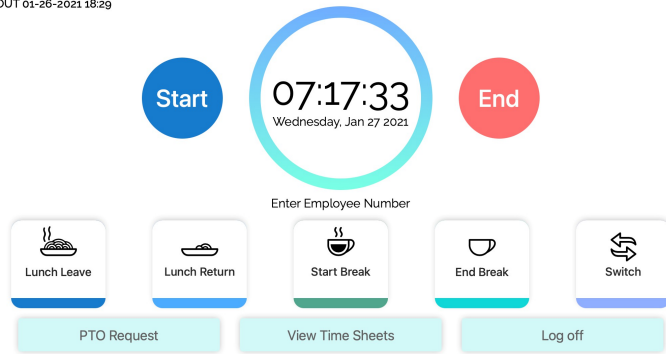 OUT 01-26-2021 18:29
Start
07:17:33
Wednesday, Jan 27 2021
End
Enter Employee Number
Lunch Leave
Lunch Return
Start Break
End Break
Switch
PTO Request
View Time Sheets
Log off